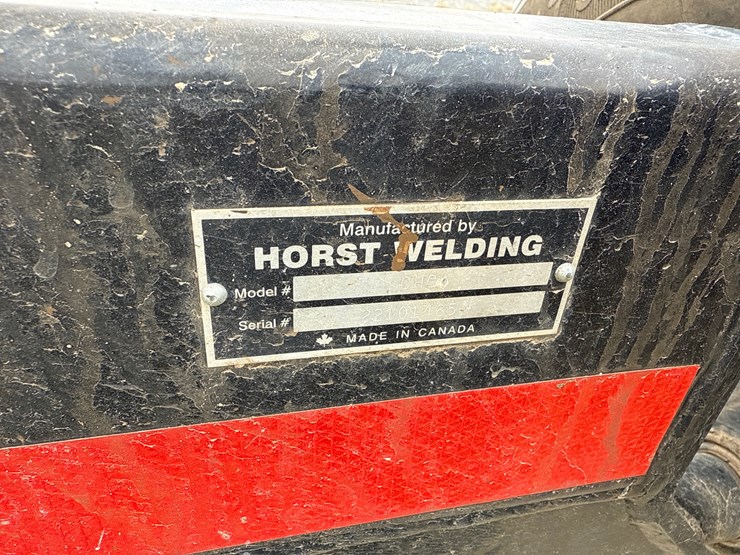 Manufactured by
HORST WELDING
Model #
Serial #
MADE IN CANADA